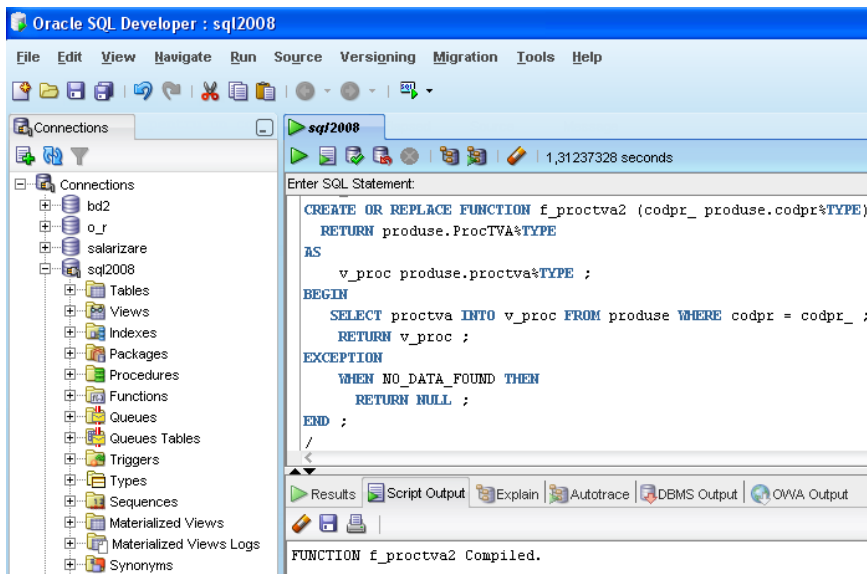 Oracle SQL Developer : sql2008
File Edit View Navigate Run Source Versioning Migration Tools Help
Connections
Connections
bd2
o_r
salarizare
sql2008
Tables
Views
Indexes
Packages
Procedures
Functions
Queues
Queues Tables
Triggers
Types
Sequences
Materialized Views
Materialized Views Logs
Synonyms
sql2008
1,31237328 seconds
Enter SQL Statement:
CREATE OR REPLACE FUNCTION f_proctva2 (codpr_ produse.codpr%TYPE)
RETURN produse.ProcTVA%TYPE
AS
v_proc produse.proctva%TYPE ;
BEGIN
SELECT proctva INTO v_proc FROM produse WHERE codpr = codpr_ ;
RETURN v_proc ;
EXCEPTION
WHEN NO_DATA_FOUND THEN
RETURN NULL ;
END ;
/
Results Script Output Explain Autotrace DBMS Output OWA Output
FUNCTION f_proctva2 Compiled.